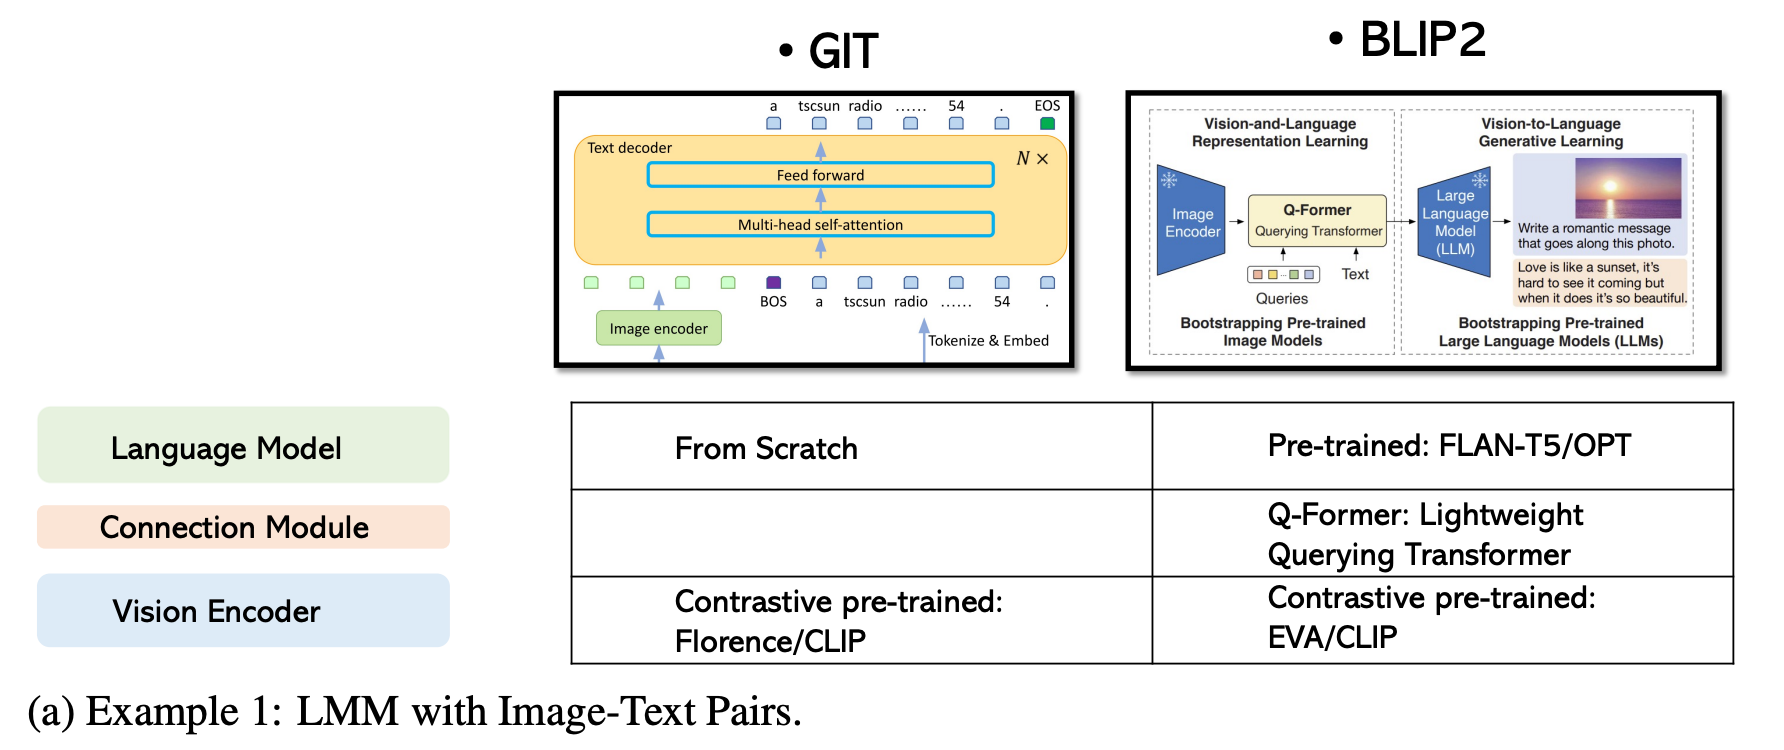 • GIT
• BLIP2
a tscsun radio ...... 54 . EOS
Text decoder
N ×
Feed forward
Multi-head self-attention
BOS a tscsun radio ...... 54 .
Image encoder
Tokenize & Embed
Vision-and-Language
Representation Learning
Image
Encoder
Q-Former
Querying Transformer
...
Queries
Text
Bootstrapping Pre-trained
Image Models
Vision-to-Language
Generative Learning
Large
Language
Model
(LLM)
Write a romantic message
that goes along this photo.
Love is like a sunset, it's
hard to see it coming but
when it does it's so beautiful.
Bootstrapping Pre-trained
Large Language Models (LLMs)
Language Model
From Scratch
Pre-trained: FLAN-T5/OPT
Connection Module
Q-Former: Lightweight
Querying Transformer
Vision Encoder
Contrastive pre-trained:
Florence/CLIP
Contrastive pre-trained:
EVA/CLIP
(a) Example 1: LMM with Image-Text Pairs.